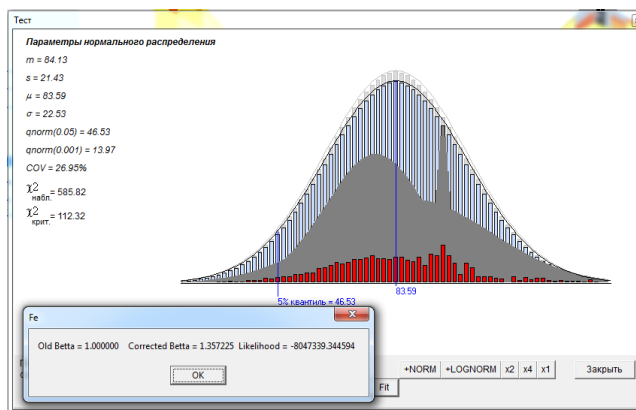 Тест
Параметры нормального распределения
m = 84.13
s = 21.43
μ = 83.59
σ = 22.53
qnorm(0.05) = 46.53
qnorm(0.001) = 13.97
COV = 26.95%
χ2 набл. = 585.82
χ2 крит. = 112.32
83.59
5% квантиль = 46.53
Fe
Old Betta = 1.000000 Corrected Betta = 1.357225 Likelihood = -8047339.344594
OK
+NORM +LOGNORM x2 x4 x1 Закрыть
Fit